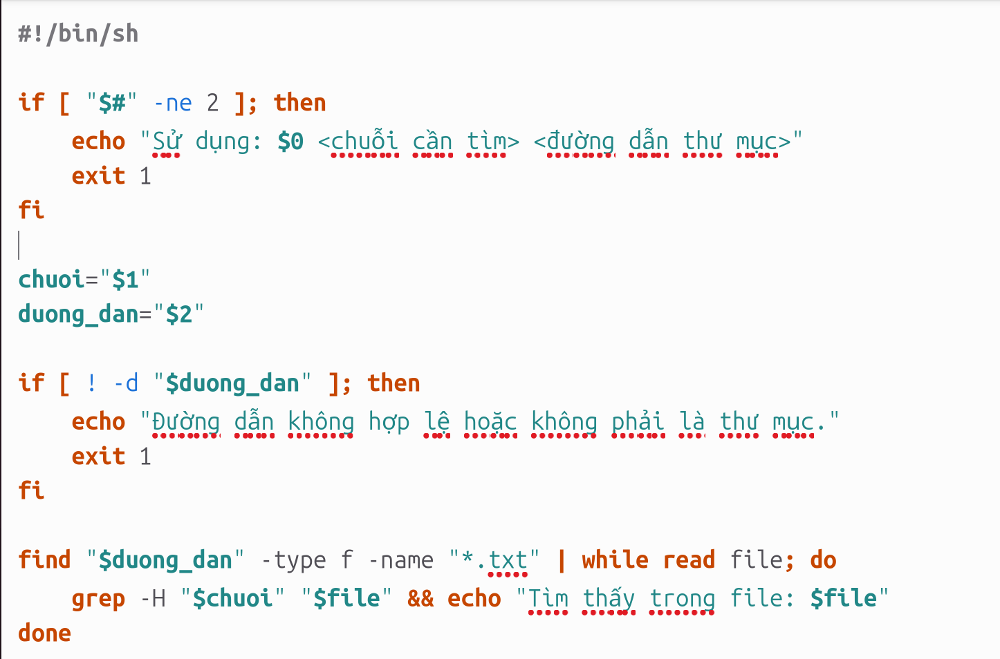 #!/bin/sh
if [ "$#" -ne 2 ]; then
    echo "Sử dụng: $0 <chuỗi cần tìm> <đường dẫn thư mục>"
    exit 1
fi
chuoi="$1"
duong_dan="$2"
if [ ! -d "$duong_dan" ]; then
    echo "Đường dẫn không hợp lệ hoặc không phải là thư mục."
    exit 1
fi
find "$duong_dan" -type f -name "*.txt" | while read file; do
    grep -H "$chuoi" "$file" && echo "Tìm thấy trong file: $file"
done